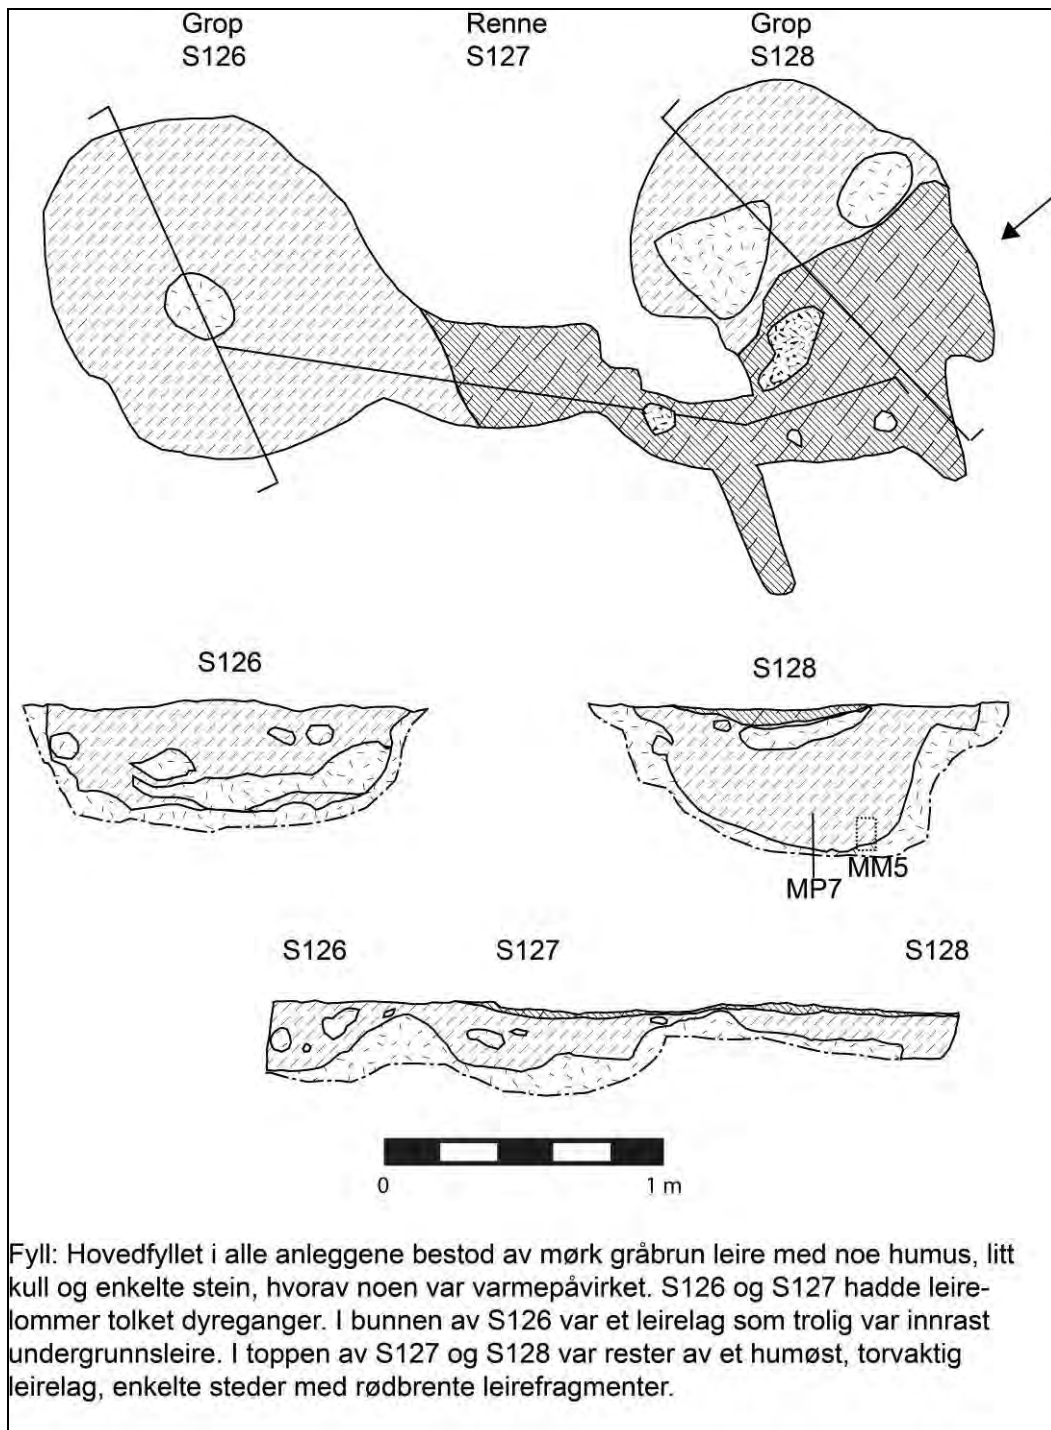 Grop Renne Grop
S126 S127 S128
S126 S128
MM5
MP7
S126 S127 S128
0 1 m
Fyll: Hovedfyllet i alle anleggene bestod av mørk gråbrun leire med noe humus, litt
kull og enkelte stein, hvorav noen var varmepåvirket. S126 og S127 hadde leire-
lommer tolket dyreganger. I bunnen av S126 var et leirelag som trolig var innrast
undergrunnsleire. I toppen av S127 og S128 var rester av et humøst, torvaktig
leirelag, enkelte steder med rødbrente leirefragmenter.